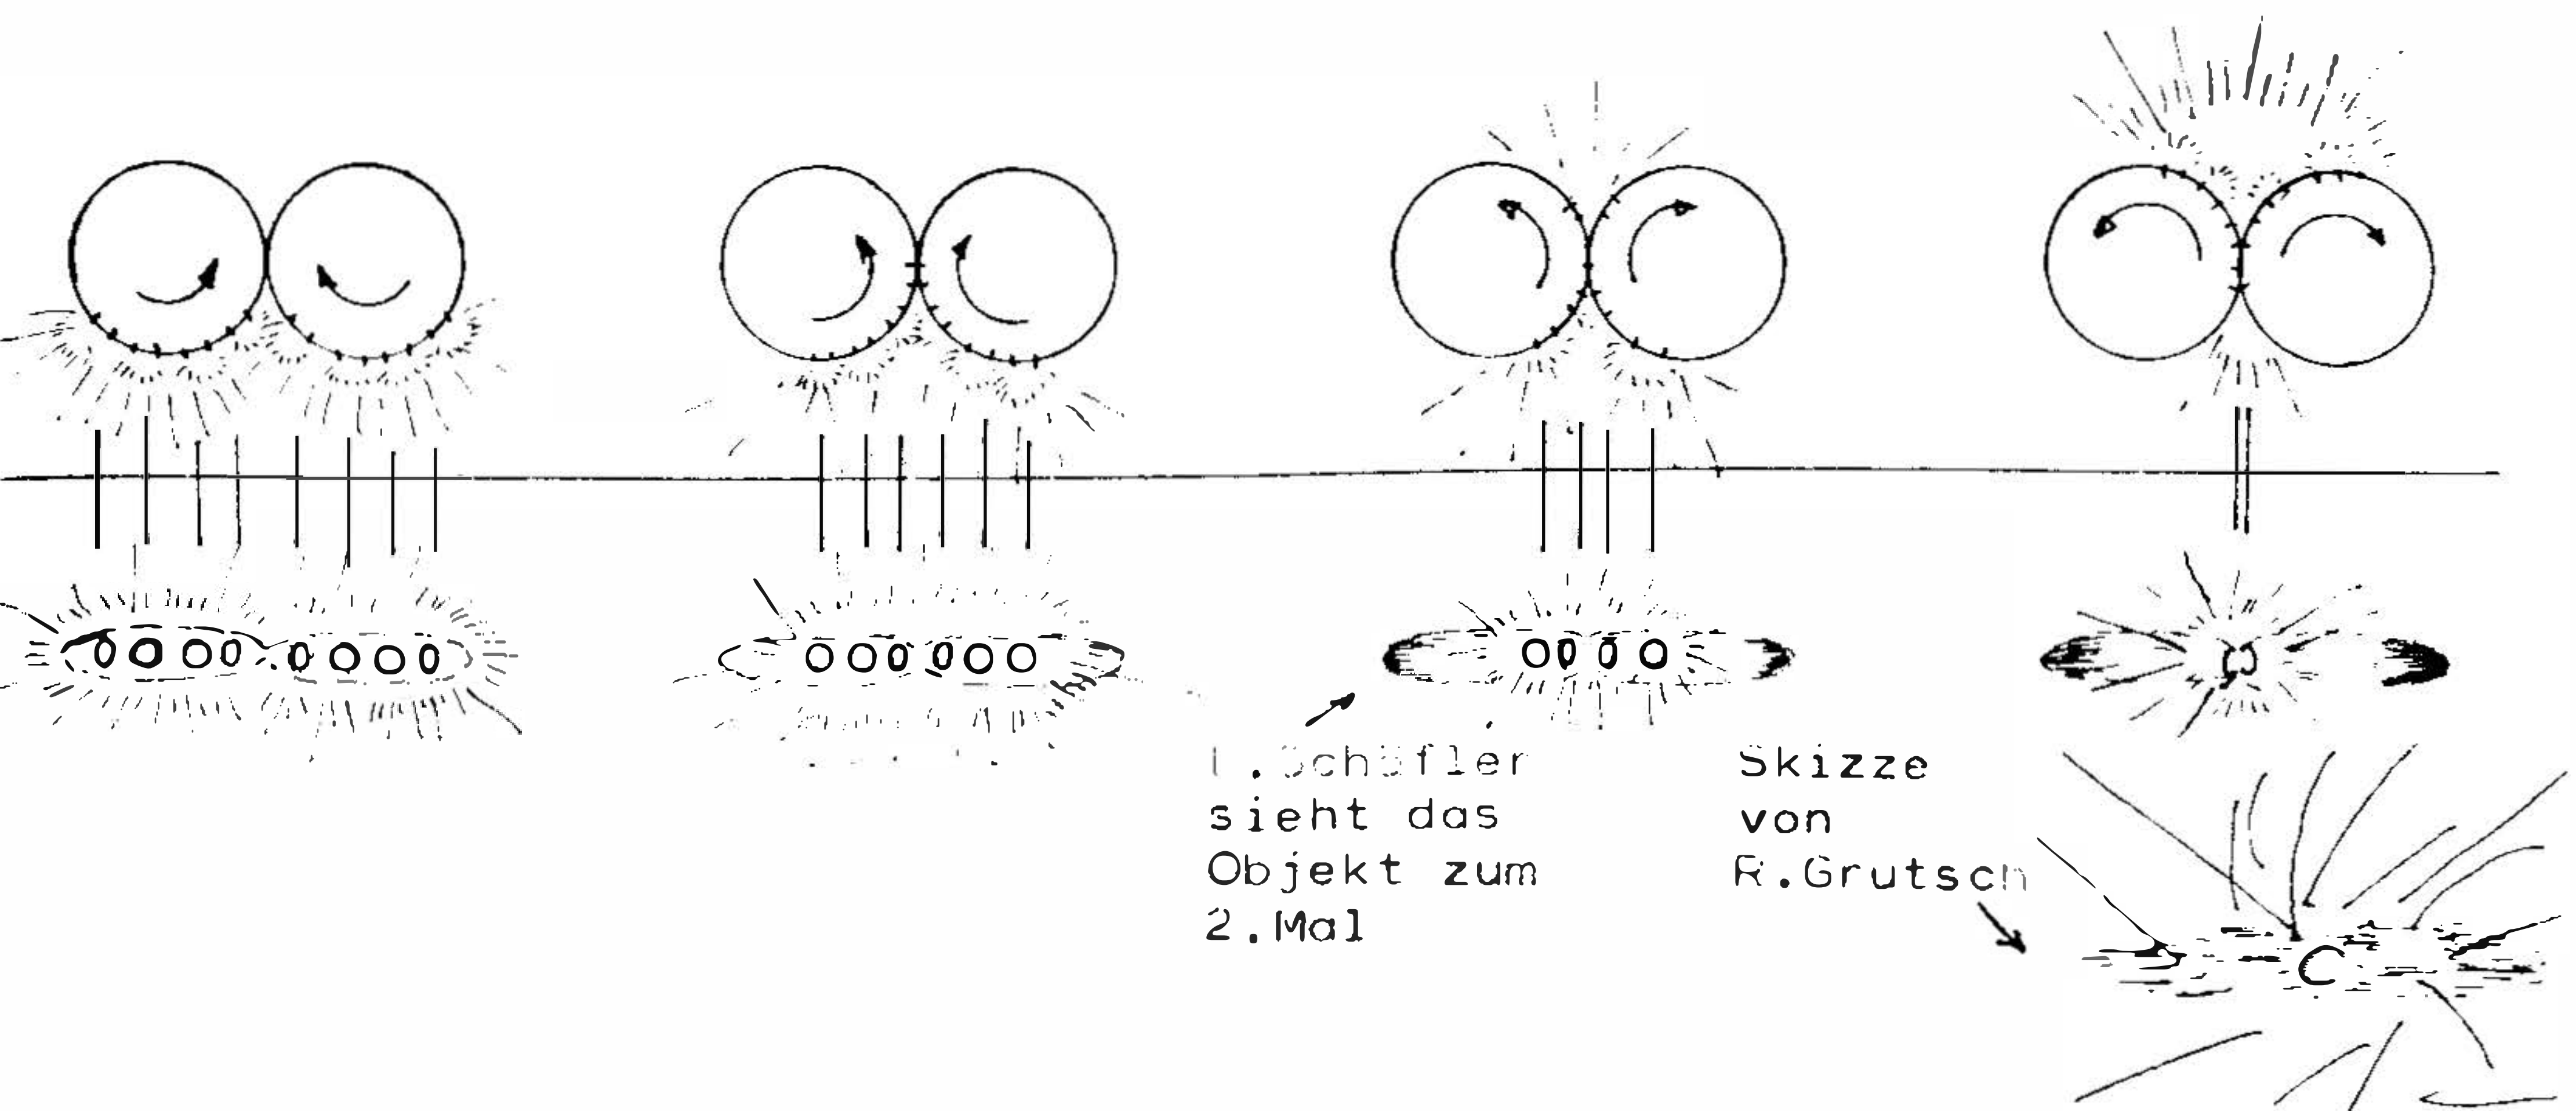 sieht das
Objekt zum
2.Mal
Skizze
von
R.Grutsch